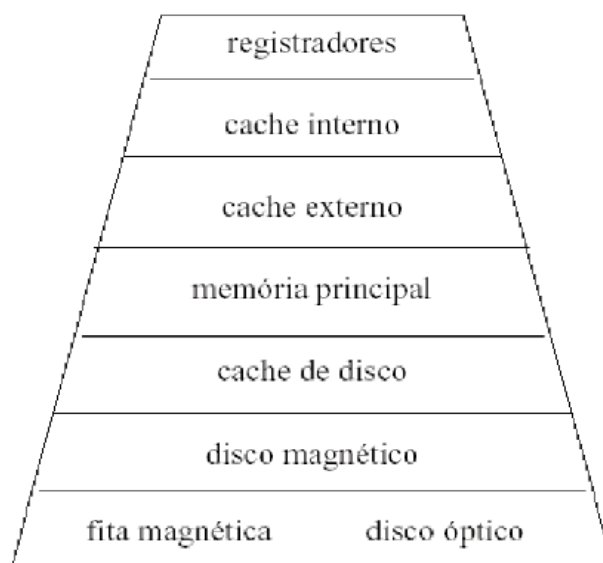 registradores
cache interno
cache externo
memória principal
cache de disco
disco magnético
fita magnética disco óptico